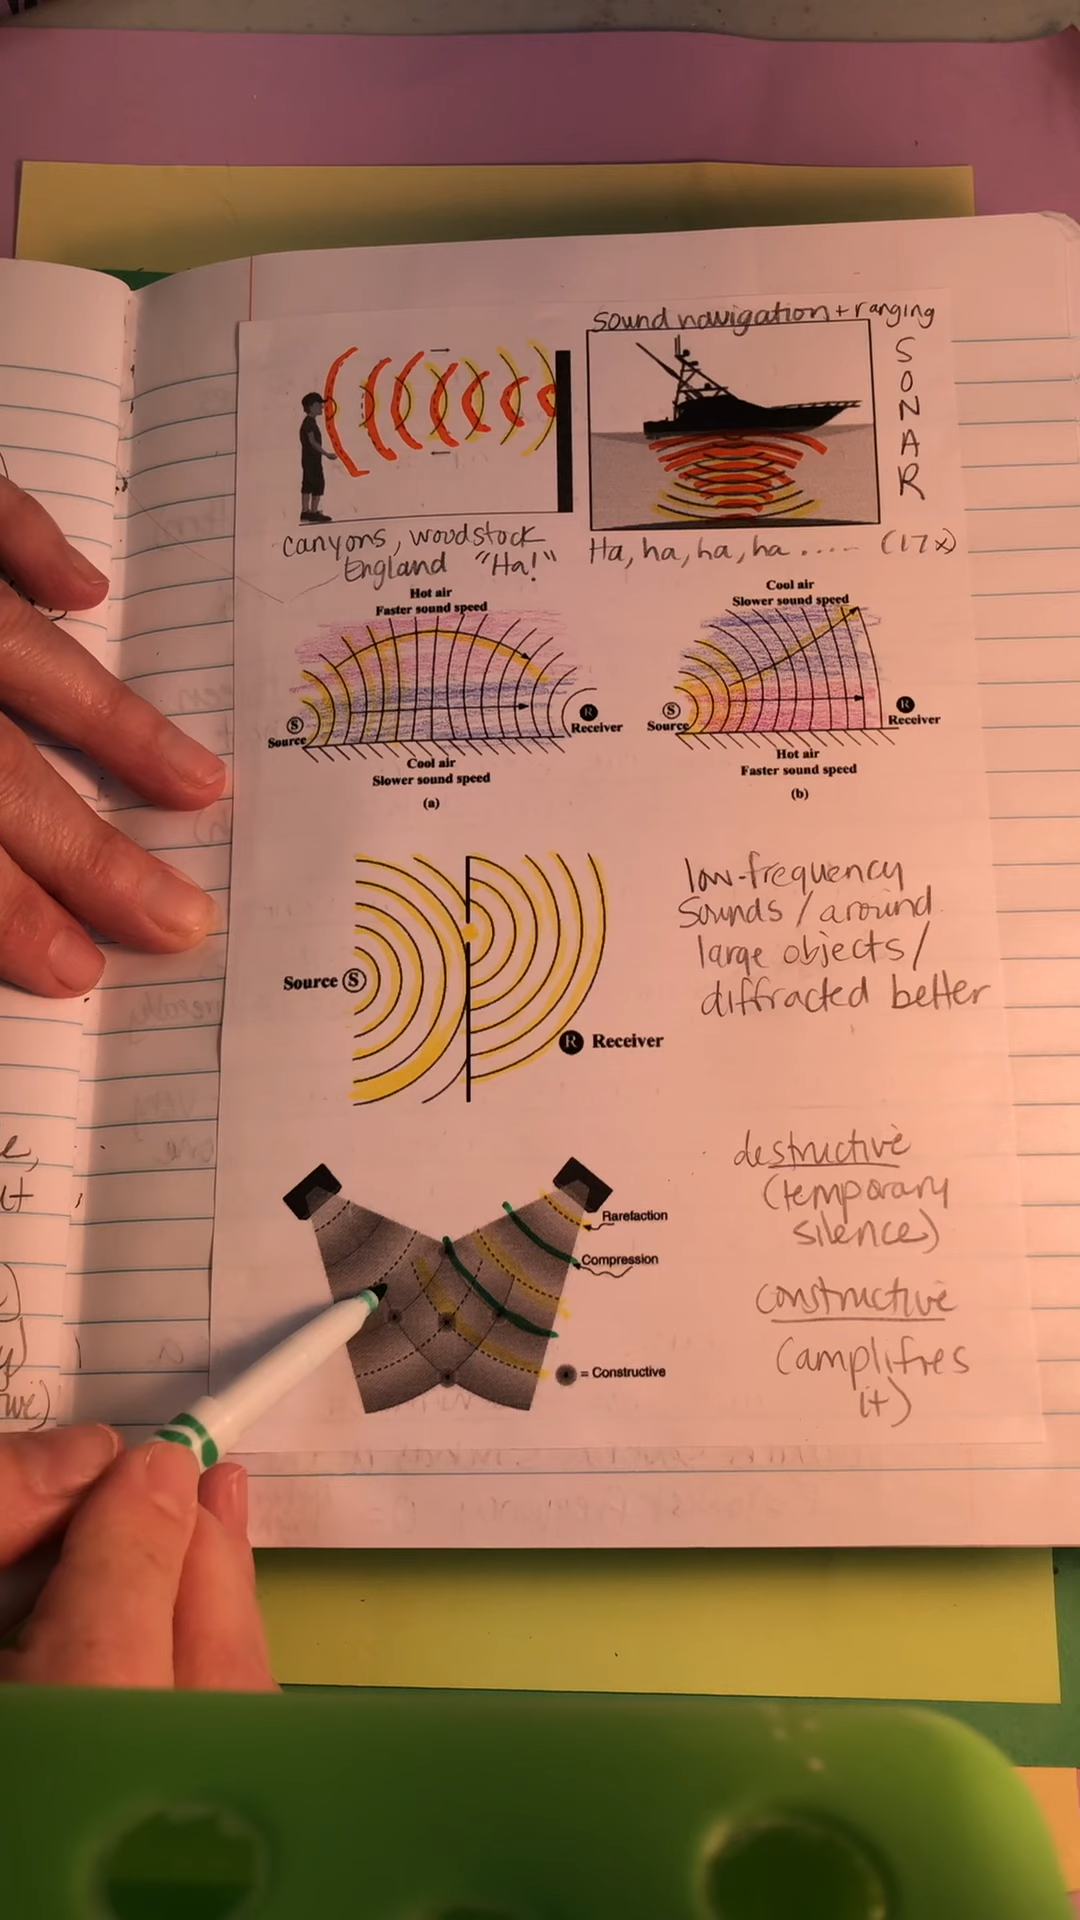 sound navigation + ranging
S
O
N
A
R
canyons, woodstock
England "Ha!"
Ha, ha, ha, ha ..... (17x)
Hot air
Faster sound speed
S
Source
R
Receiver
Cool air
Slower sound speed
(a)
Cool air
Slower sound speed
S
Source
R
Receiver
Hot air
Faster sound speed
(b)
low-frequency
sounds / around
large objects /
diffracted better
Source S
R Receiver
destructive
(temporary
silence)
Rarefaction
Compression
constructive
(amplifies
it)
= Constructive